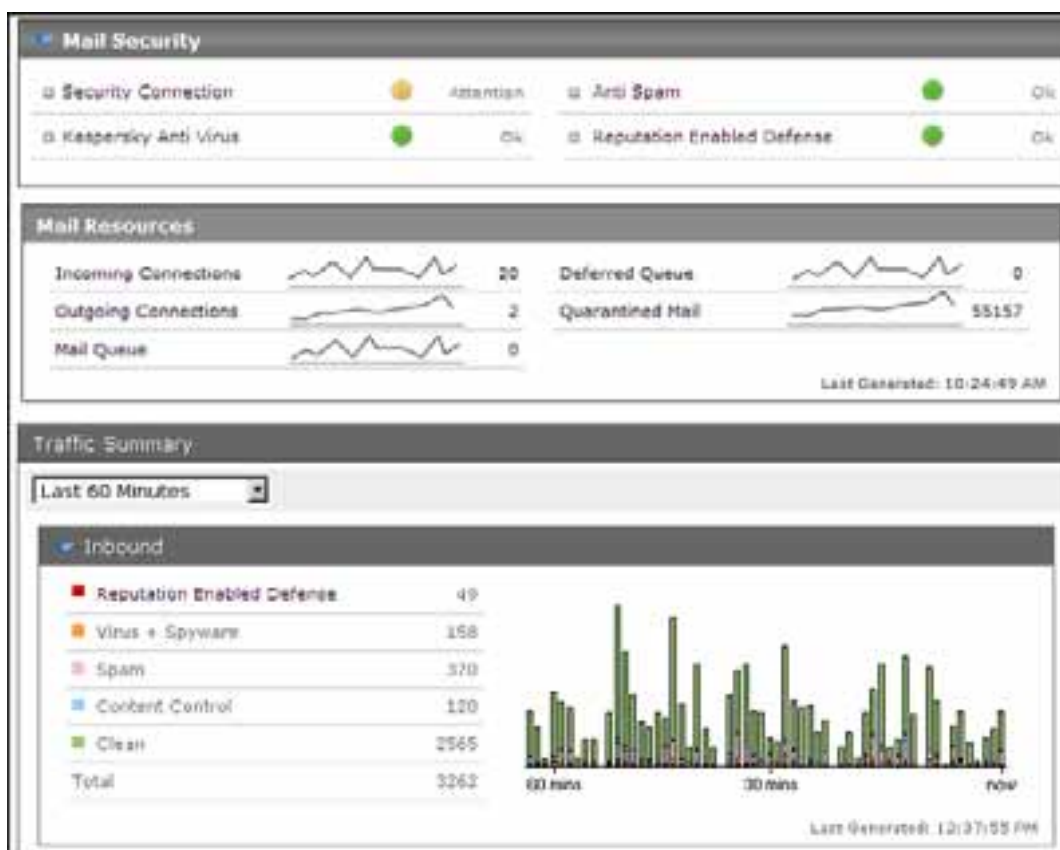 Mail Security
Security Connection Attention Anti Spam Ok
Kaspersky Anti Virus Ok Reputation Enabled Defense Ok
Mail Resources
Incoming Connections 20 Deferred Queue 0
Outgoing Connections 2 Quarantined Mail 55157
Mail Queue 0
Last Generated: 10:24:49 AM
Traffic Summary
Last 60 Minutes
Inbound
Reputation Enabled Defense 49
Virus + Spyware 158
Spam 370
Content Control 120
Clean 2565
Total 3262
60 mins 30 mins now
Last Generated: 12:37:55 PM